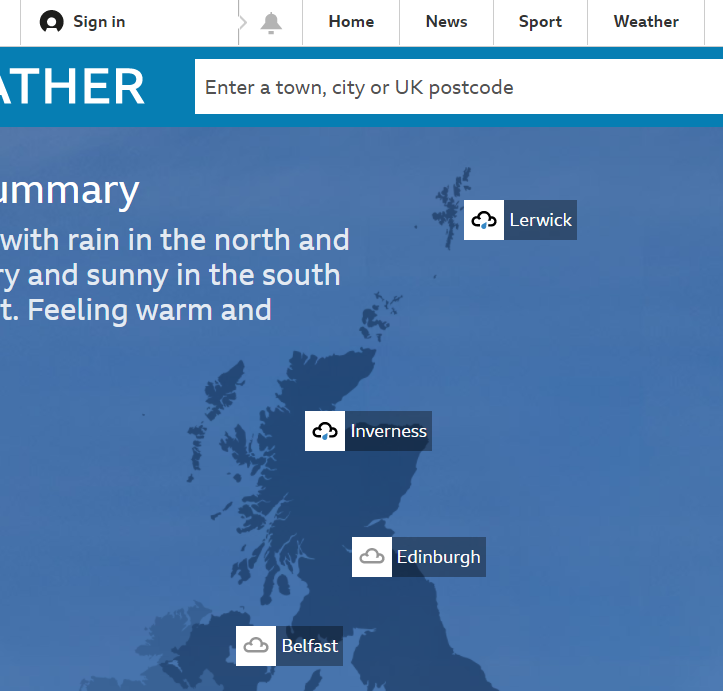 Sign in
Home
News
Sport
Weather
ATHER
Enter a town, city or UK postcode
ummary
with rain in the north and
ry and sunny in the south
t. Feeling warm and
Lerwick
Inverness
Edinburgh
Belfast